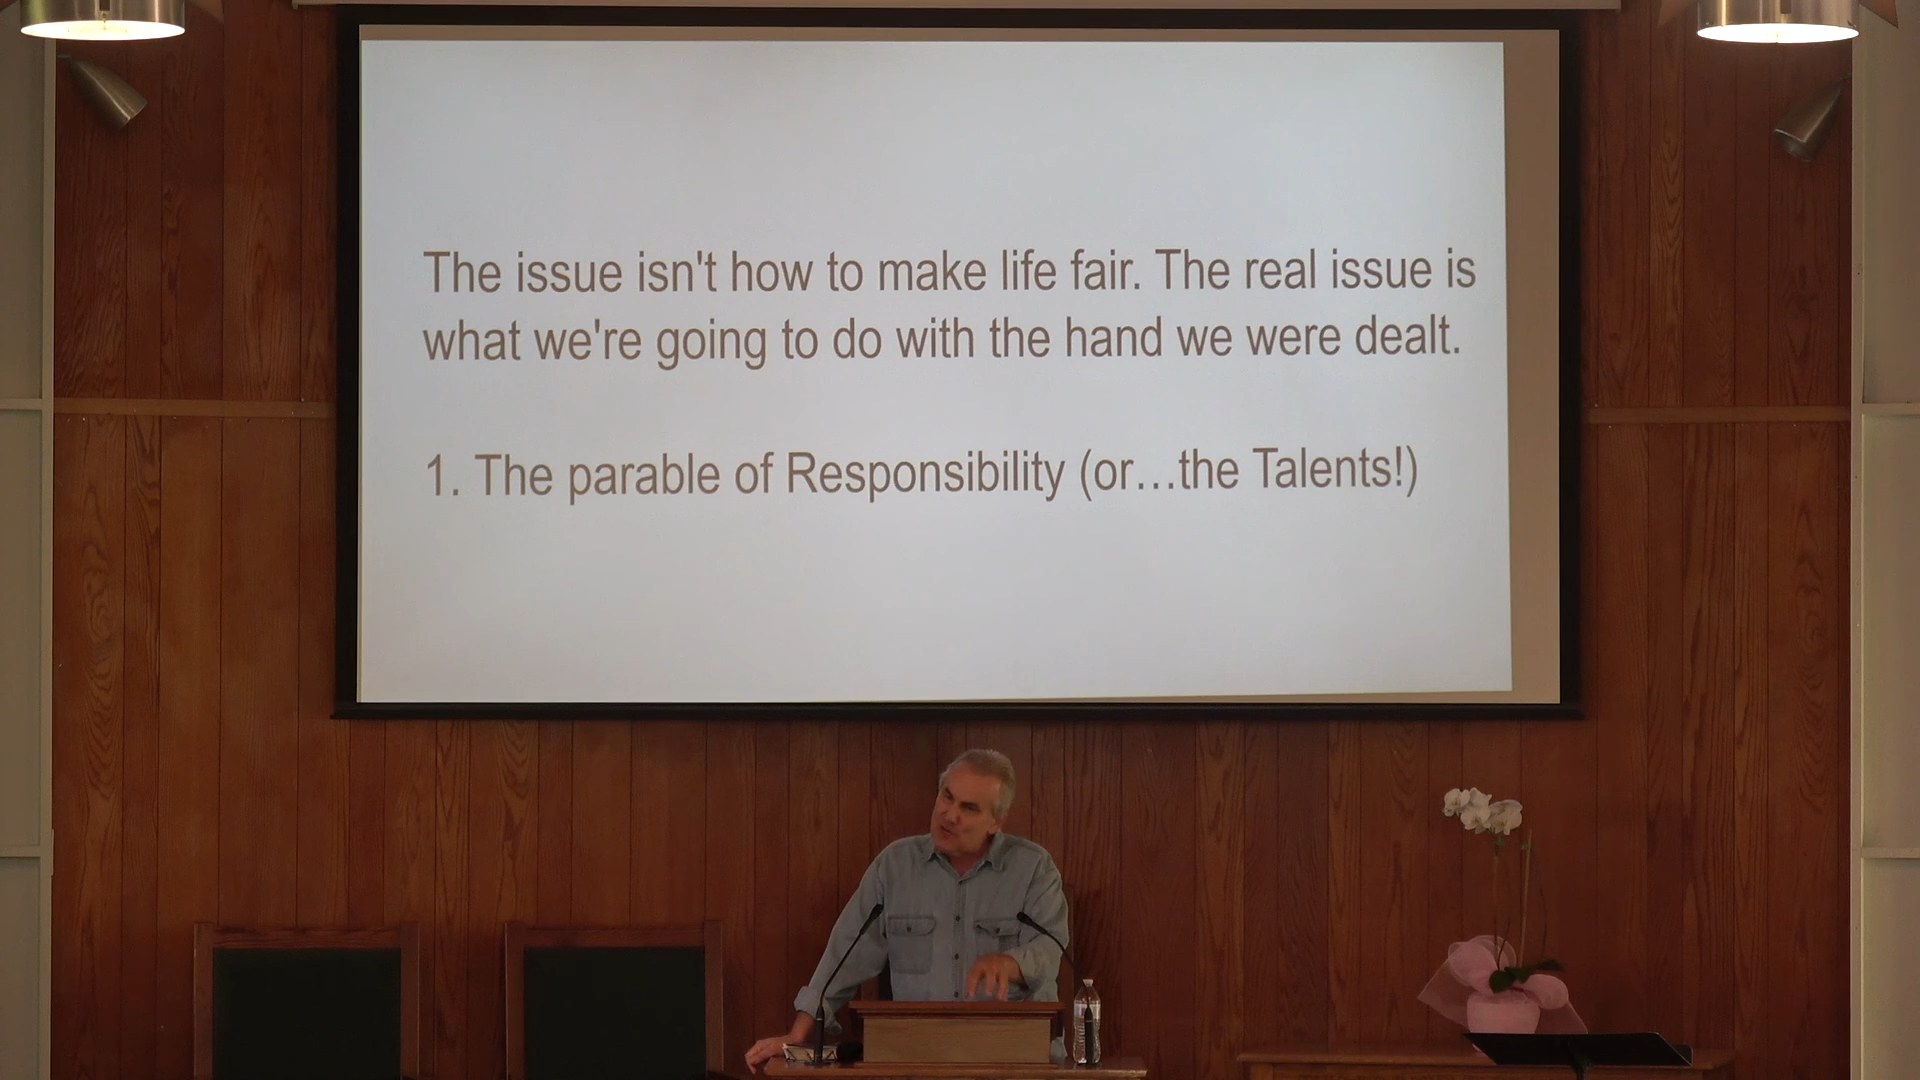 The issue isn't how to make life fair. The real issue is
what we're going to do with the hand we were dealt.
1. The parable of Responsibility (or…the Talents!)